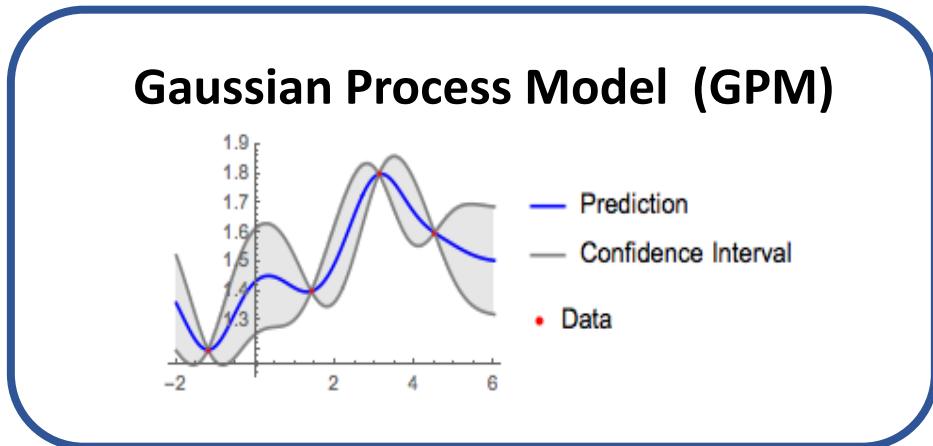 Gaussian Process Model (GPM)
1.9
1.8
1.7
1.6
1.5
1.4
1.3
−2
2
4
6
Prediction
Confidence Interval
Data